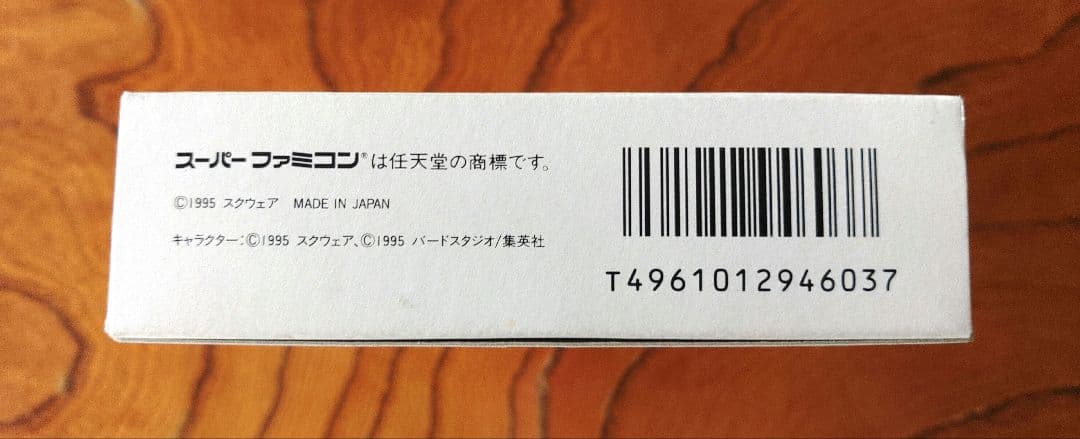 スーパーファミコン®は任天堂の商標です。
©1995 スクウェア MADE IN JAPAN
キャラクター:©1995 スクウェア、©1995 バードスタジオ/集英社
T4961012946037